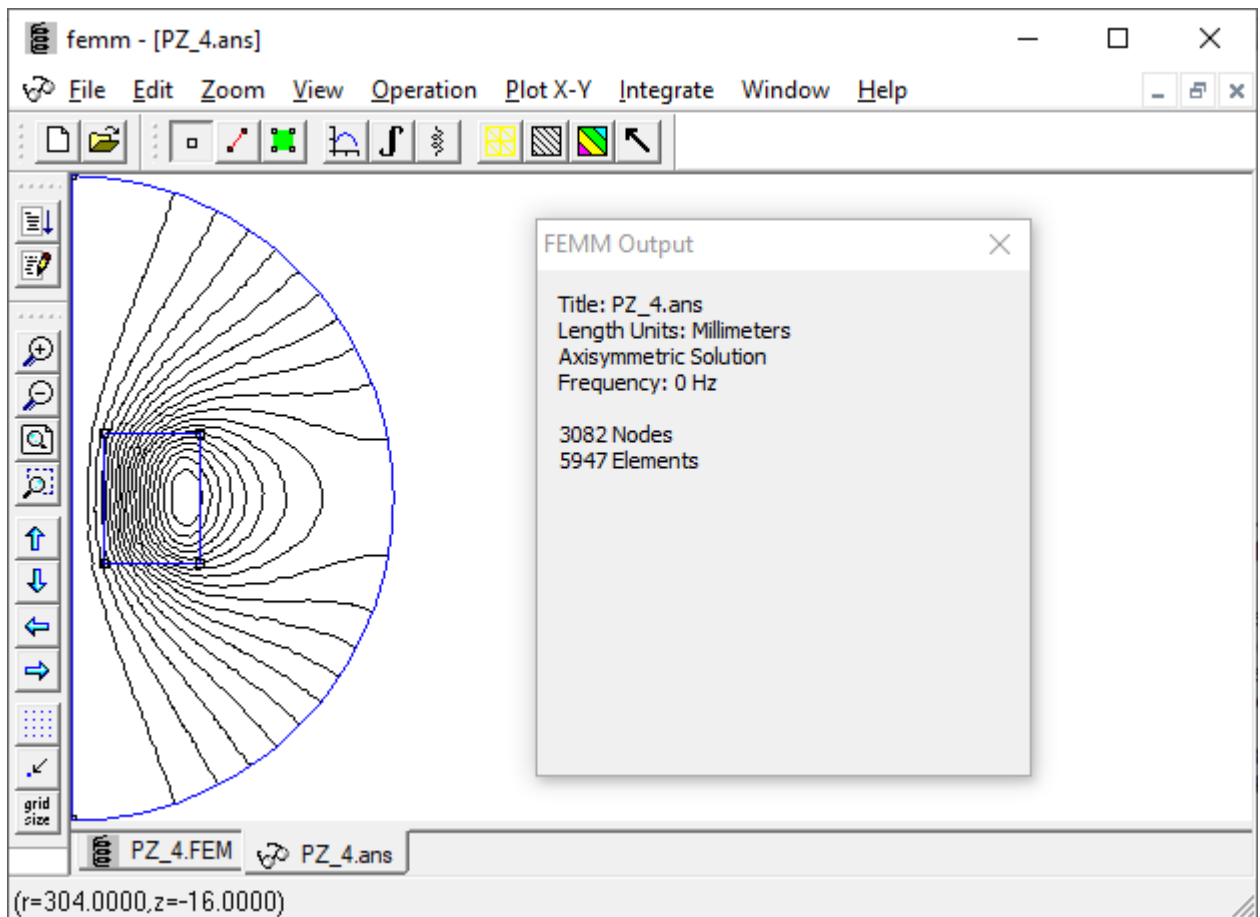 femm - [PZ_4.ans]
File Edit Zoom View Operation Plot X-Y Integrate Window Help
FEMM Output
Title: PZ_4.ans
Length Units: Millimeters
Axisymmetric Solution
Frequency: 0 Hz
3082 Nodes
5947 Elements
grid
size
PZ_4.FEM PZ_4.ans
(r=304.0000,z=-16.0000)